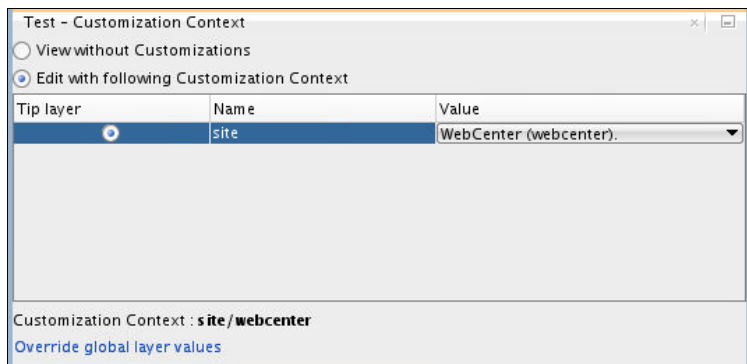 Test - Customization Context
View without Customizations
Edit with following Customization Context
Tip layer Name Value
site WebCenter (webcenter).
Customization Context : site/webcenter
Override global layer values